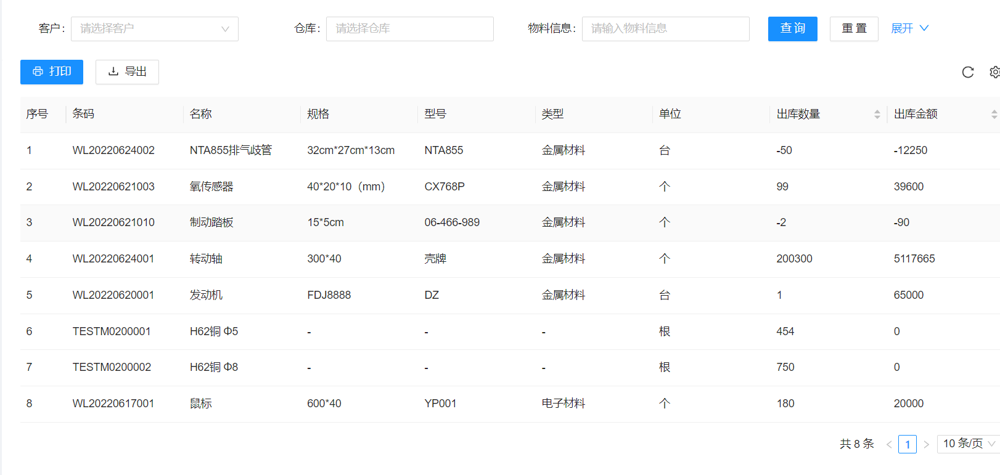 客户： 请选择客户 仓库： 请选择仓库 物料信息： 请输入物料信息 查 询 重 置 展开
打印 导出
序号 条码 名称 规格 型号 类型 单位 出库数量 出库金额
1 WL20220624002 NTA855排气歧管 32cm*27cm*13cm NTA855 金属材料 台 -50 -12250
2 WL20220621003 氧传感器 40*20*10（mm） CX768P 金属材料 个 99 39600
3 WL20220621010 制动踏板 15*5cm 06-466-989 金属材料 个 -2 -90
4 WL20220624001 转动轴 300*40 壳牌 金属材料 个 200300 5117665
5 WL20220620001 发动机 FDJ8888 DZ 金属材料 台 1 65000
6 TESTM0200001 H62铜 Φ5 - - - 根 454 0
7 TESTM0200002 H62铜 Φ8 - - - 根 750 0
8 WL20220617001 鼠标 600*40 YP001 电子材料 个 180 20000
共 8 条 < 1 > 10 条/页